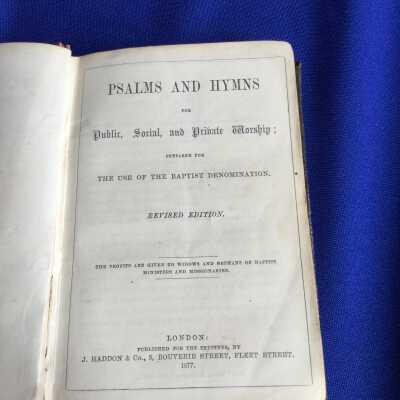 PSALMS AND HYMNS
FOR
Public, Social, and Private Worship;
PREPARED FOR
THE USE OF THE BAPTIST DENOMINATION.
REVISED EDITION.
THE PROFITS ARE GIVEN TO WIDOWS AND ORPHANS OF BAPTIST
MINISTERS AND MISSIONARIES.
LONDON:
PUBLISHED FOR THE TRUSTEES, BY
J. HADDON & Co., 3, BOUVERIE STREET, FLEET STREET.
1877.